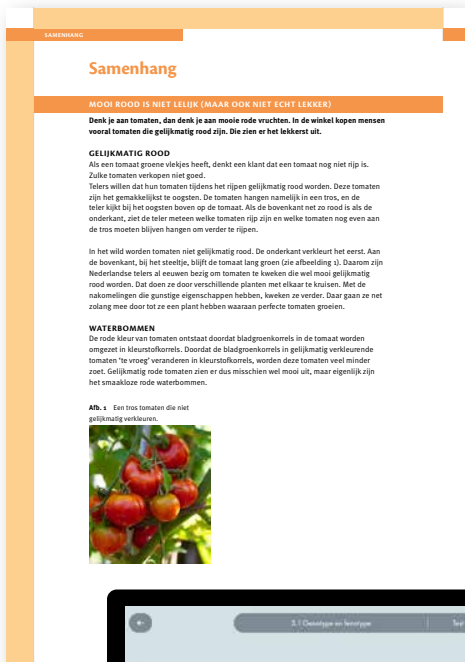 SAMENHANG
Samenhang
MOOI ROOD IS NIET LELIJK (MAAR OOK NIET ECHT LEKKER)
Denk je aan tomaten, dan denk je aan mooie rode vruchten. In de winkel kopen mensen
vooral tomaten die gelijkmatig rood zijn. Die zien er het lekkerst uit.
GELIJKMATIG ROOD
Als een tomaat groene vlekjes heeft, denkt een klant dat een tomaat nog niet rijp is.
Zulke tomaten verkopen niet goed.
Telers willen dat hun tomaten tijdens het rijpen gelijkmatig rood worden. Deze tomaten
zijn het gemakkelijkst te oogsten. De tomaten hangen namelijk in een tros, en de
teler kijkt bij het oogsten boven op de tomaat. Als de bovenkant net zo rood is als de
onderkant, ziet de teler meteen welke tomaten rijp zijn en welke tomaten nog even aan
de tros moeten blijven hangen om verder te rijpen.
In het wild worden tomaten niet gelijkmatig rood. De onderkant verkleurt het eerst. Aan
de bovenkant, bij het steeltje, blijft de tomaat lang groen (zie afbeelding 1). Daarom zijn
Nederlandse telers al eeuwen bezig om tomaten te kweken die wel mooi gelijkmatig
rood worden. Dat doen ze door verschillende planten met elkaar te kruisen. Met de
nakomelingen die gunstige eigenschappen hebben, kweken ze verder. Daar gaan ze net
zolang mee door tot ze een plant hebben waaraan perfecte tomaten groeien.
WATERBOMMEN
De rode kleur van tomaten ontstaat doordat bladgroenkorrels in de tomaat worden
omgezet in kleurstofkorrels. Doordat de bladgroenkorrels in gelijkmatig verkleurende
tomaten 'te vroeg' veranderen in kleurstofkorrels, worden deze tomaten veel minder
zoet. Gelijkmatig rode tomaten zien er dus misschien wel mooi uit, maar eigenlijk zijn
het smaakloze rode waterbommen.
Afb. 1 Een tros tomaten die niet
gelijkmatig verkleuren.
3.1 Genotype en fenotype